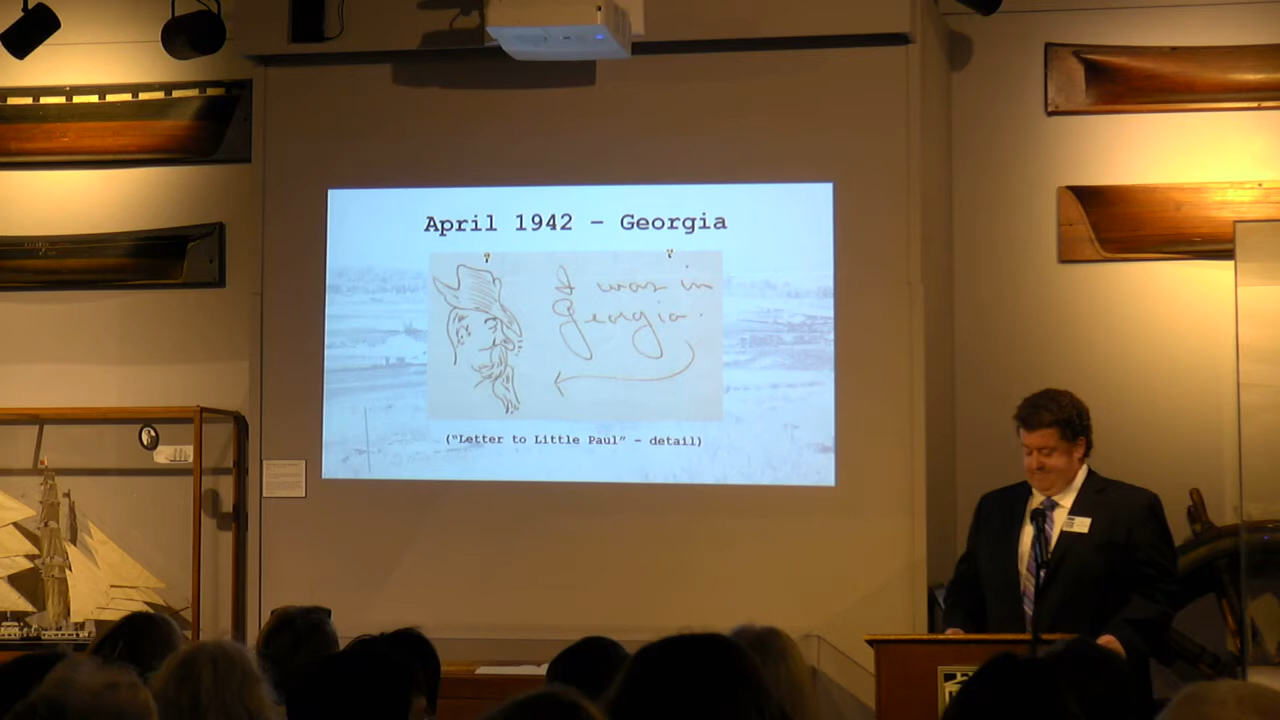 April 1942 – Georgia
I was in
Georgia.
("Letter to Little Paul" – detail)